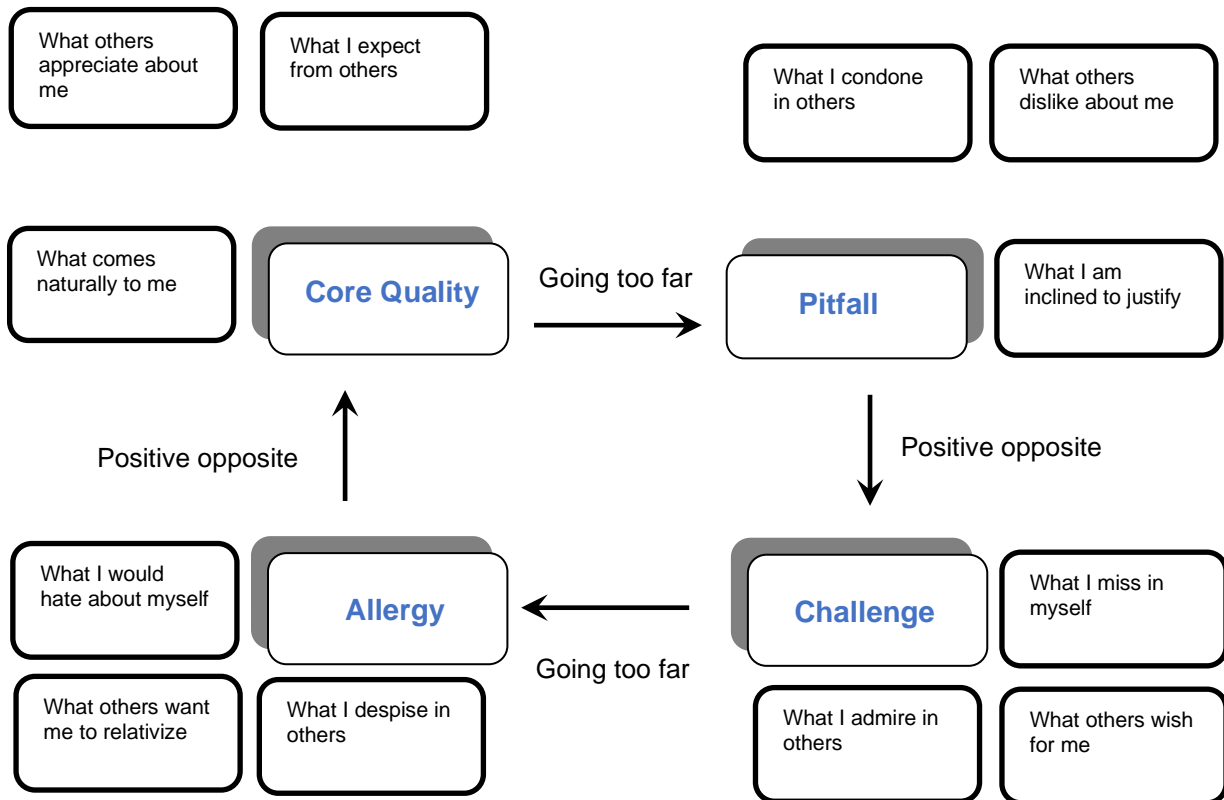 What others
appreciate about
me
What I expect
from others
What I condone
in others
What others
dislike about me
What comes
naturally to me
Core Quality
Going too far
Pitfall
What I am
inclined to justify
Positive opposite
Positive opposite
What I would
hate about myself
Allergy
Going too far
Challenge
What I miss in
myself
What others want
me to relativize
What I despise in
others
What I admire in
others
What others wish
for me